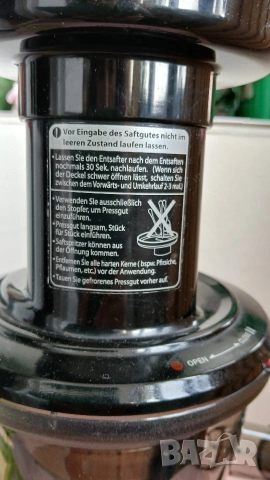 ! Vor Eingabe des Saftgutes nicht im
leeren Zustand laufen lassen.
• Lassen Sie den Entsafter nach dem Entsaften
nochmals 30 Sek. nachlaufen. (Wenn sich
der Deckel schwer öffnen lässt, schalten Sie
zwischen dem Vorwärts- und Umkehrlauf 2-3 mal.)
• Verwenden Sie ausschließlich
den Stopfer, um Pressgut
einzuführen.
• Pressgut langsam, Stück
für Stück einführen.
• Saftspritzer können aus
der Öffnung kommen.
• Entfernen Sie alle harten Kerne ( bspw. Pfirsiche,
Pflaumen, etc.) vor der Anwendung.
• Tauen Sie gefrorenes Pressgut vorher auf.
OPEN
BAZAR
bg